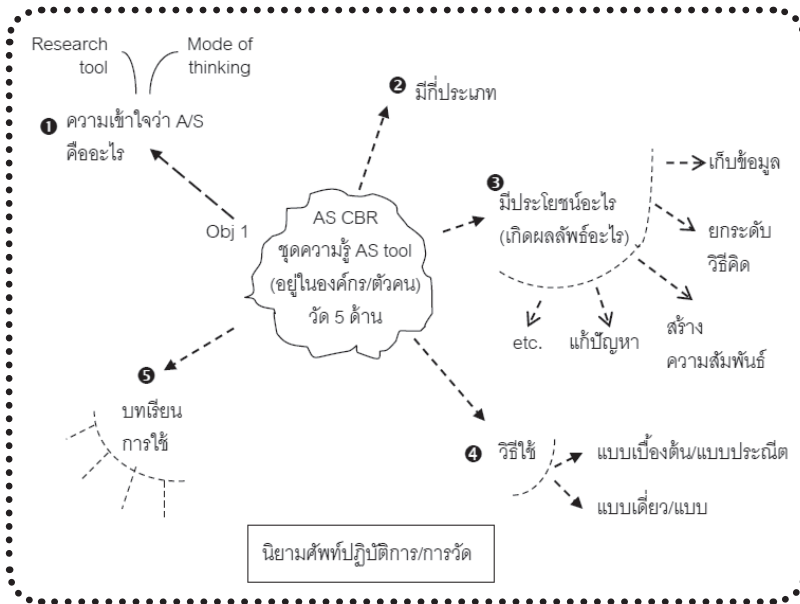 Research
tool
Mode of
thinking
❶ ความเข้าใจว่า A/S
คืออะไร
Obj 1
❷ มีกี่ประเภท
AS CBR
ชุดความรู้ AS tool
(อยู่ในองค์กร/ตัวคน)
วัด 5 ด้าน
❸
มีประโยชน์อะไร
(เกิดผลลัพธ์อะไร)
เก็บข้อมูล
ยกระดับ
วิธีคิด
สร้าง
ความสัมพันธ์
แก้ปัญหา
etc.
❹ วิธีใช้
แบบเบื้องต้น/แบบประณีต
แบบเดี่ยว/แบบ
❺
บทเรียน
การใช้
นิยามศัพท์ปฏิบัติการ/การวัด